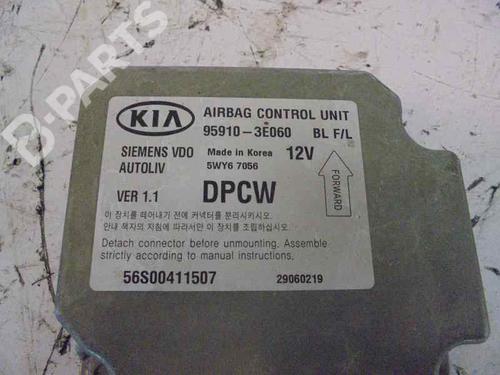 B-PARTS
KIA
AIRBAG CONTROL UNIT
95910-3E060 BL F/L
SIEMENS VDO Made in Korea 12V
AUTOLIV 5WY6 7056
VER 1.1 DPCW
FORWARD
이 장치를 떼어내기 전에 커넥터를 분리시키시오.
안내 책자의 지침에 따라서만 이 장치를 조립하십시오.
Detach connector before unmounting. Assemble
strictly according to manual instructions.
56S00411507 29060219